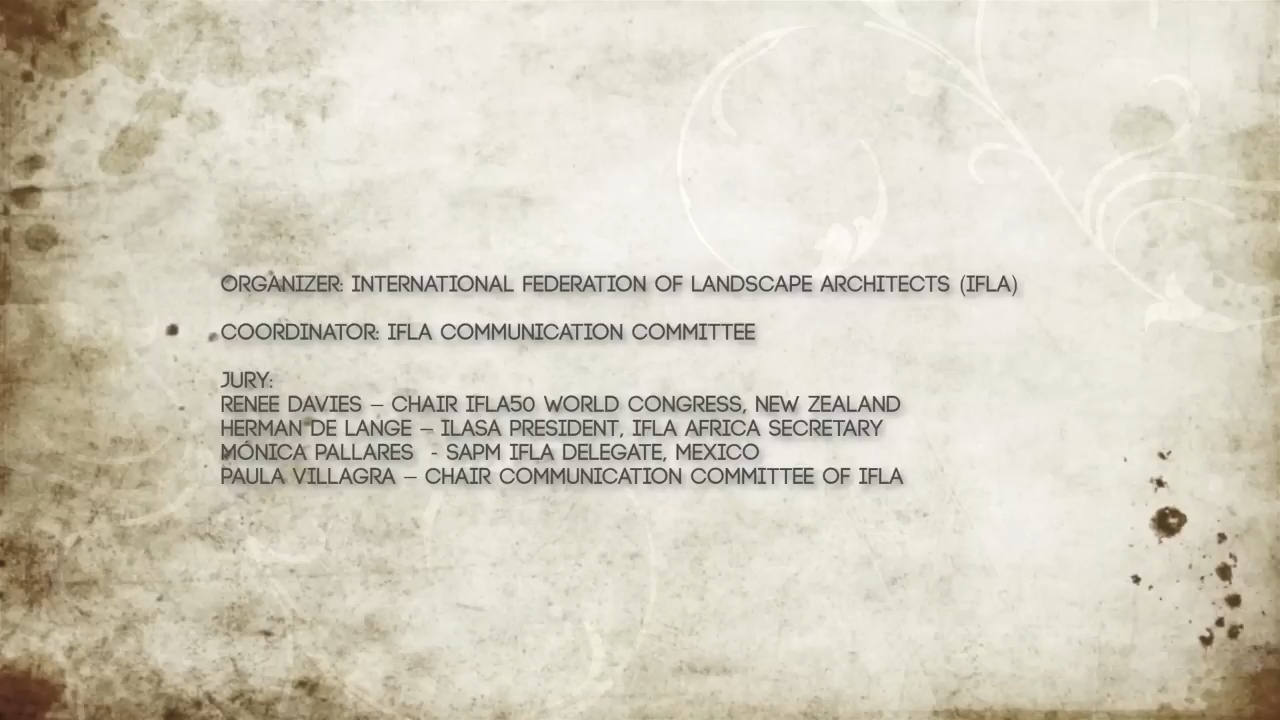 ORGANIZER: INTERNATIONAL FEDERATION OF LANDSCAPE ARCHITECTS (IFLA)
COORDINATOR: IFLA COMMUNICATION COMMITTEE
JURY:
RENEE DAVIES – CHAIR IFLA50 WORLD CONGRESS, NEW ZEALAND
HERMAN DE LANGE – ILASA PRESIDENT, IFLA AFRICA SECRETARY
MÓNICA PALLARES - SAPM IFLA DELEGATE, MEXICO
PAULA VILLAGRA – CHAIR COMMUNICATION COMMITTEE OF IFLA